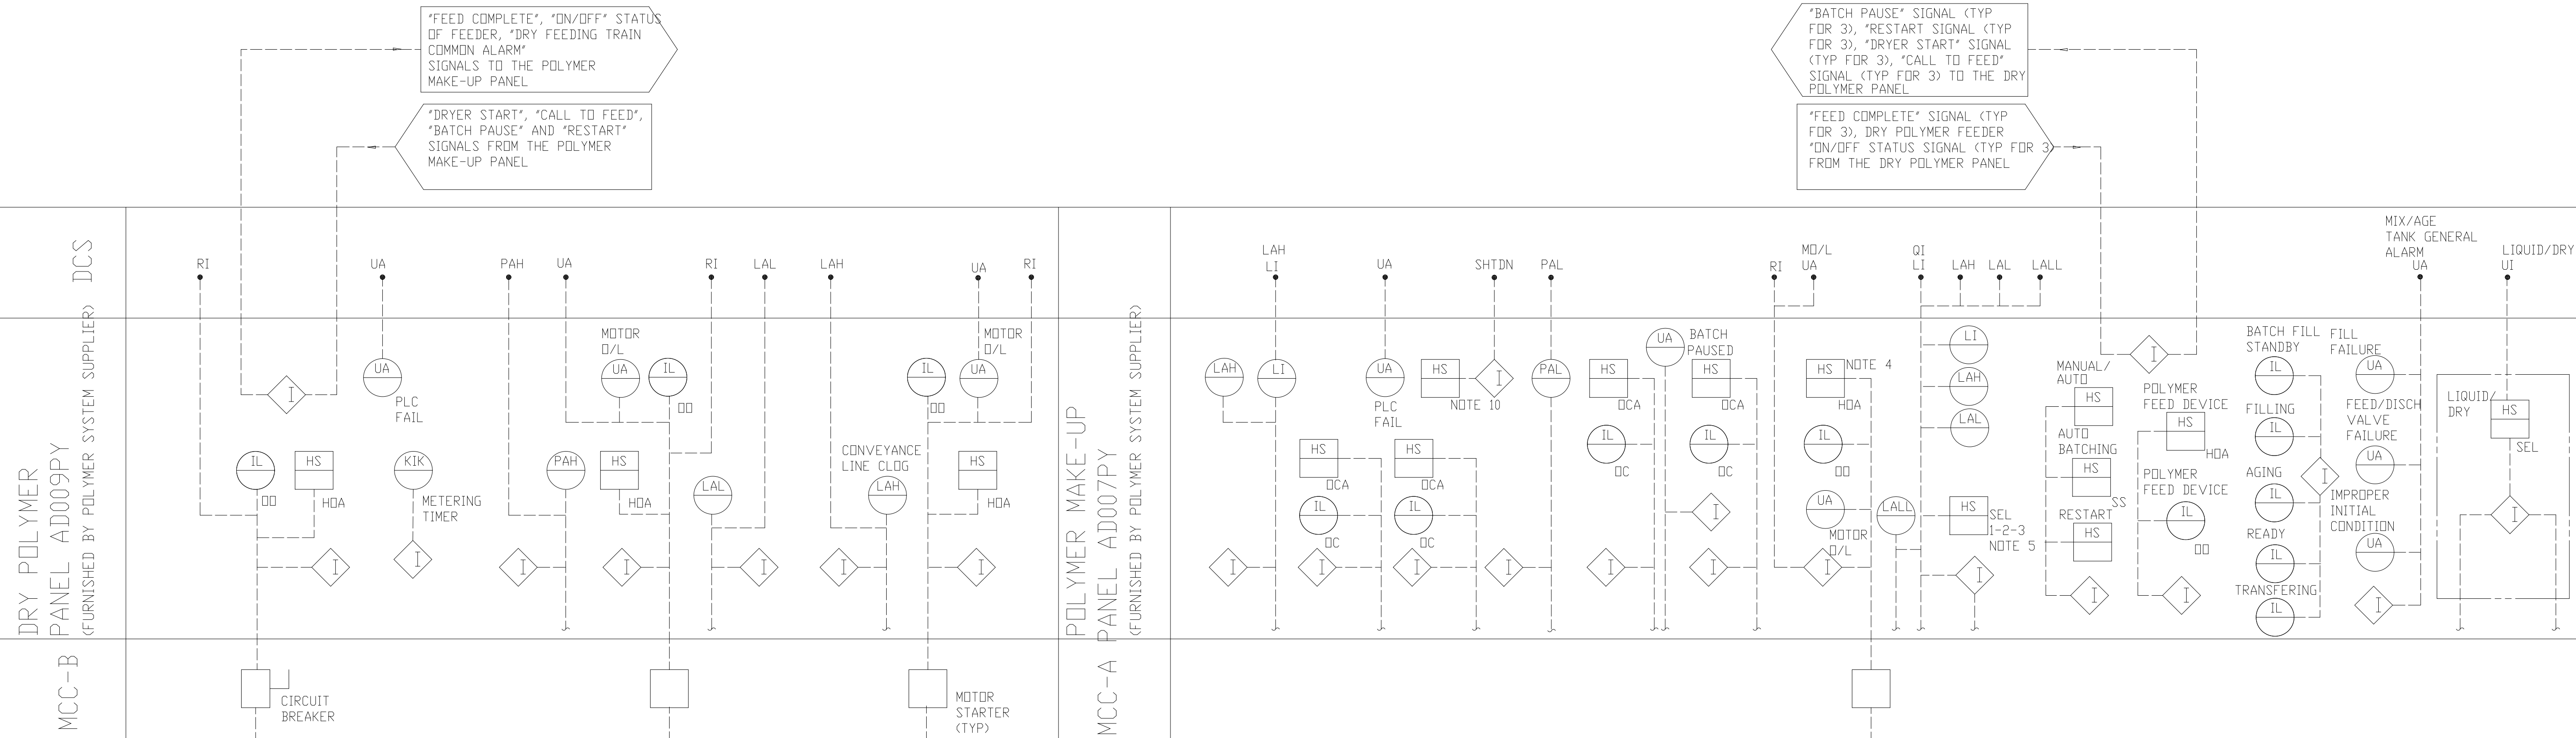 "FEED COMPLETE", "ON/OFF" STATUS
OF FEEDER, "DRY FEEDING TRAIN
COMMON ALARM"
SIGNALS TO THE POLYMER
MAKE-UP PANEL
"DRYER START", "CALL TO FEED",
"BATCH PAUSE" AND "RESTART"
SIGNALS FROM THE POLYMER
MAKE-UP PANEL
"BATCH PAUSE" SIGNAL (TYP
FOR 3), "RESTART SIGNAL (TYP
FOR 3), "DRYER START" SIGNAL
(TYP FOR 3), "CALL TO FEED"
SIGNAL (TYP FOR 3) TO THE DRY
POLYMER PANEL
"FEED COMPLETE" SIGNAL (TYP
FOR 3), DRY POLYMER FEEDER
"ON/OFF STATUS SIGNAL (TYP FOR 3)
FROM THE DRY POLYMER PANEL
DCS
RI
UA
PAH
UA
RI
LAL
LAH
UA
RI
LAH
LI
UA
SHTDN
PAL
RI
MO/L
UA
QI
LI
LAH
LAL
LALL
MIX/AGE
TANK GENERAL
ALARM
UA
LIQUID/DRY
UI
DRY POLYMER
PANEL AD009PY
(FURNISHED BY POLYMER SYSTEM SUPPLIER)
I
UA
PLC
FAIL
MOTOR
O/L
UA
IL
OO
IL
OO
MOTOR
O/L
UA
IL
OO
HS
HOA
KIK
METERING
TIMER
PAH
HS
HOA
LAL
CONVEYANCE
LINE CLOG
LAH
HS
HOA
I
I
I
I
I
I
I
POLYMER MAKE-UP
PANEL AD007PY
(FURNISHED BY POLYMER SYSTEM SUPPLIER)
LAH
LI
UA
PLC
FAIL
HS
I
NOTE 10
PAL
HS
OCA
UA
BATCH
PAUSED
HS
OCA
HS
NOTE 4
HOA
LI
LAH
LAL
HS
OCA
IL
OC
HS
OCA
IL
OC
IL
OC
IL
OC
I
IL
OO
UA
MOTOR
O/L
LALL
HS
SEL
1-2-3
NOTE 5
I
I
I
I
I
I
I
I
I
MANUAL/
AUTO
HS
AUTO
BATCHING
HS
SS
RESTART
HS
I
POLYMER
FEED DEVICE
HS
HOA
POLYMER
FEED DEVICE
IL
OO
I
BATCH FILL
STANDBY
IL
FILLING
IL
AGING
IL
READY
IL
TRANSFERING
IL
I
FILL
FAILURE
UA
FEED/DISCH
VALVE
FAILURE
UA
IMPROPER
INITIAL
CONDITION
UA
I
LIQUID/
DRY
HS
SEL
I
MCC-B
CIRCUIT
BREAKER
MOTOR
STARTER
(TYP)
MCC-A